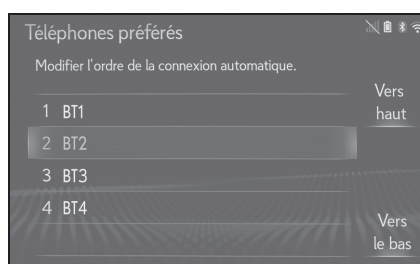 Téléphones préférés
Modifier l'ordre de la connexion automatique.
Vers
haut
1 BT1
2 BT2
3 BT3
4 BT4
Vers
le bas